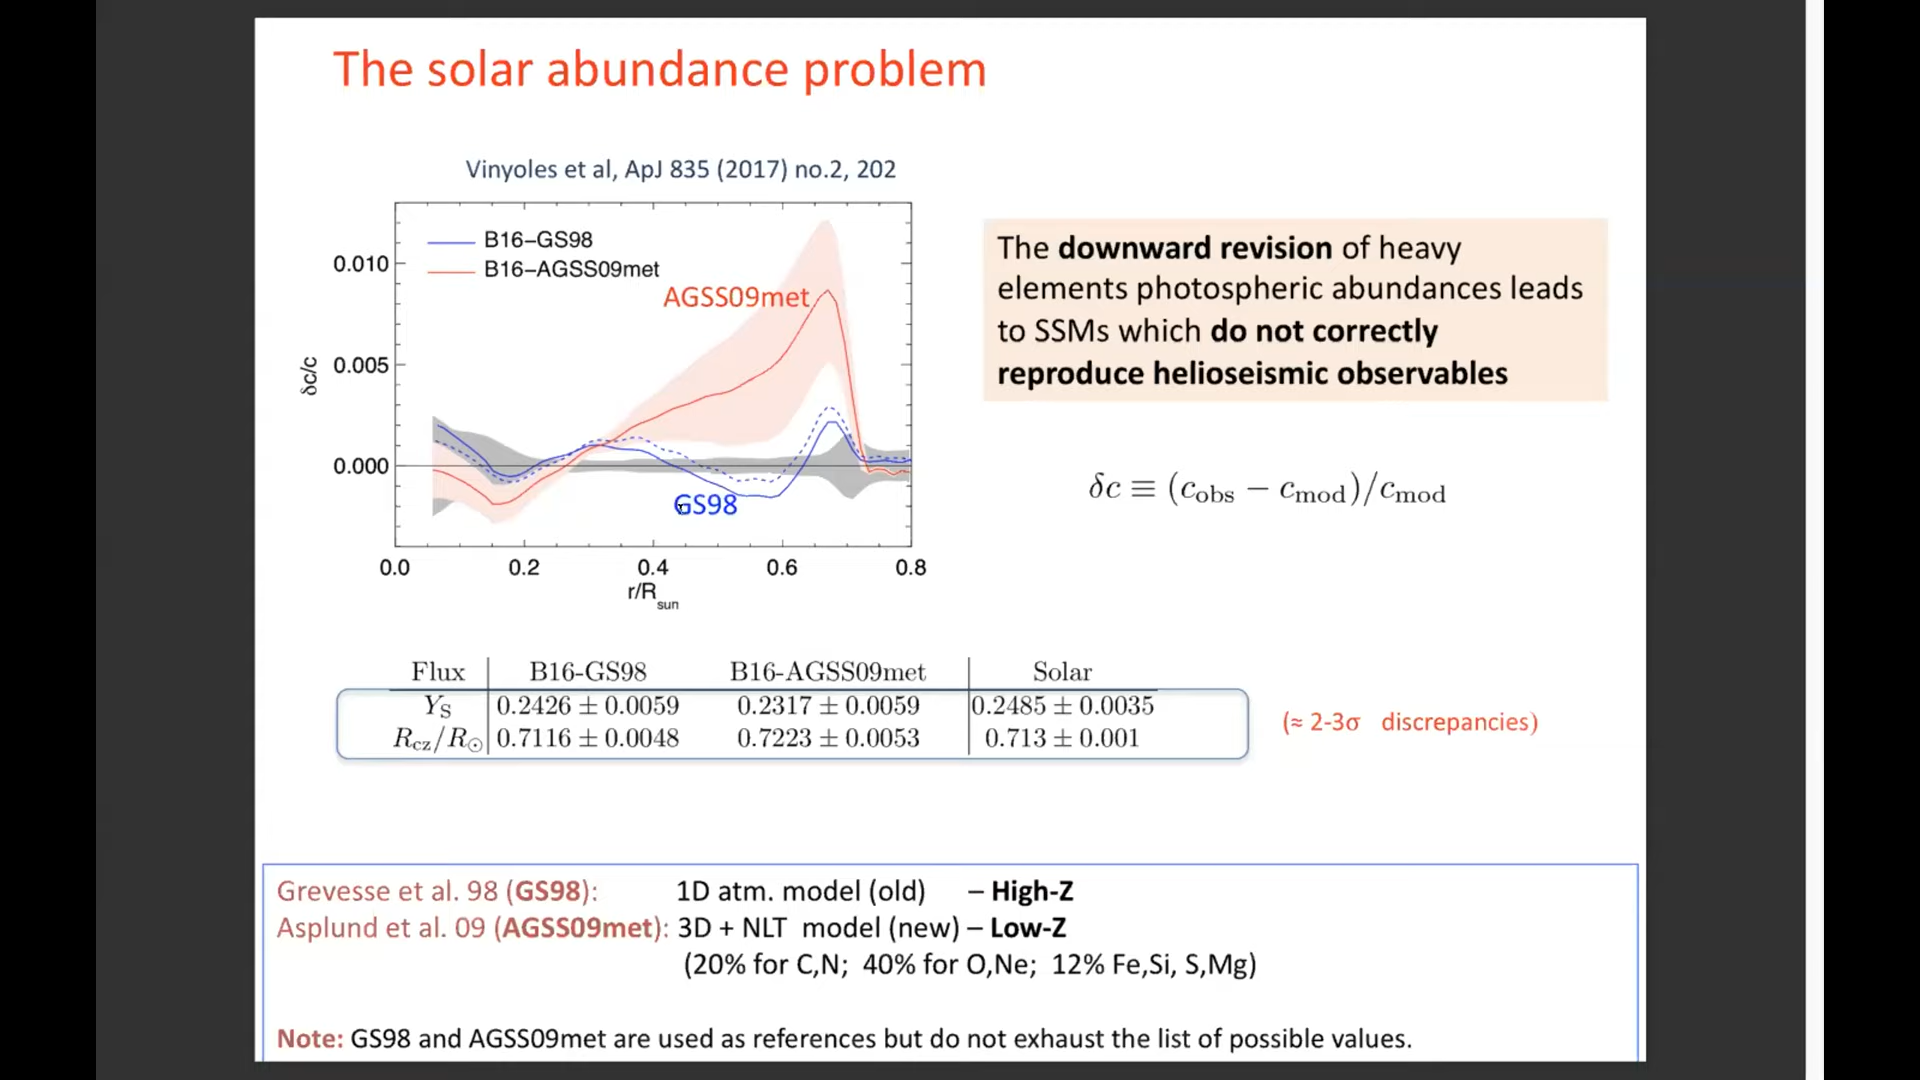 The solar abundance problem
Vinyoles et al, ApJ 835 (2017) no.2, 202
B16−GS98
B16−AGSS09met
AGSS09met
GS98
0.010
0.005
0.000
δc/c
0.0 0.2 0.4 0.6 0.8
r/R_sun
The downward revision of heavy
elements photospheric abundances leads
to SSMs which do not correctly
reproduce helioseismic observables
δc ≡ (c_obs − c_mod)/c_mod
Flux B16-GS98 B16-AGSS09met Solar
Y_S 0.2426 ± 0.0059 0.2317 ± 0.0059 0.2485 ± 0.0035
R_cz/R_⊙ 0.7116 ± 0.0048 0.7223 ± 0.0053 0.713 ± 0.001
(≈ 2-3σ discrepancies)
Grevesse et al. 98 (GS98): 1D atm. model (old) – High-Z
Asplund et al. 09 (AGSS09met): 3D + NLT model (new) – Low-Z
(20% for C,N; 40% for O,Ne; 12% Fe,Si, S,Mg)
Note: GS98 and AGSS09met are used as references but do not exhaust the list of possible values.